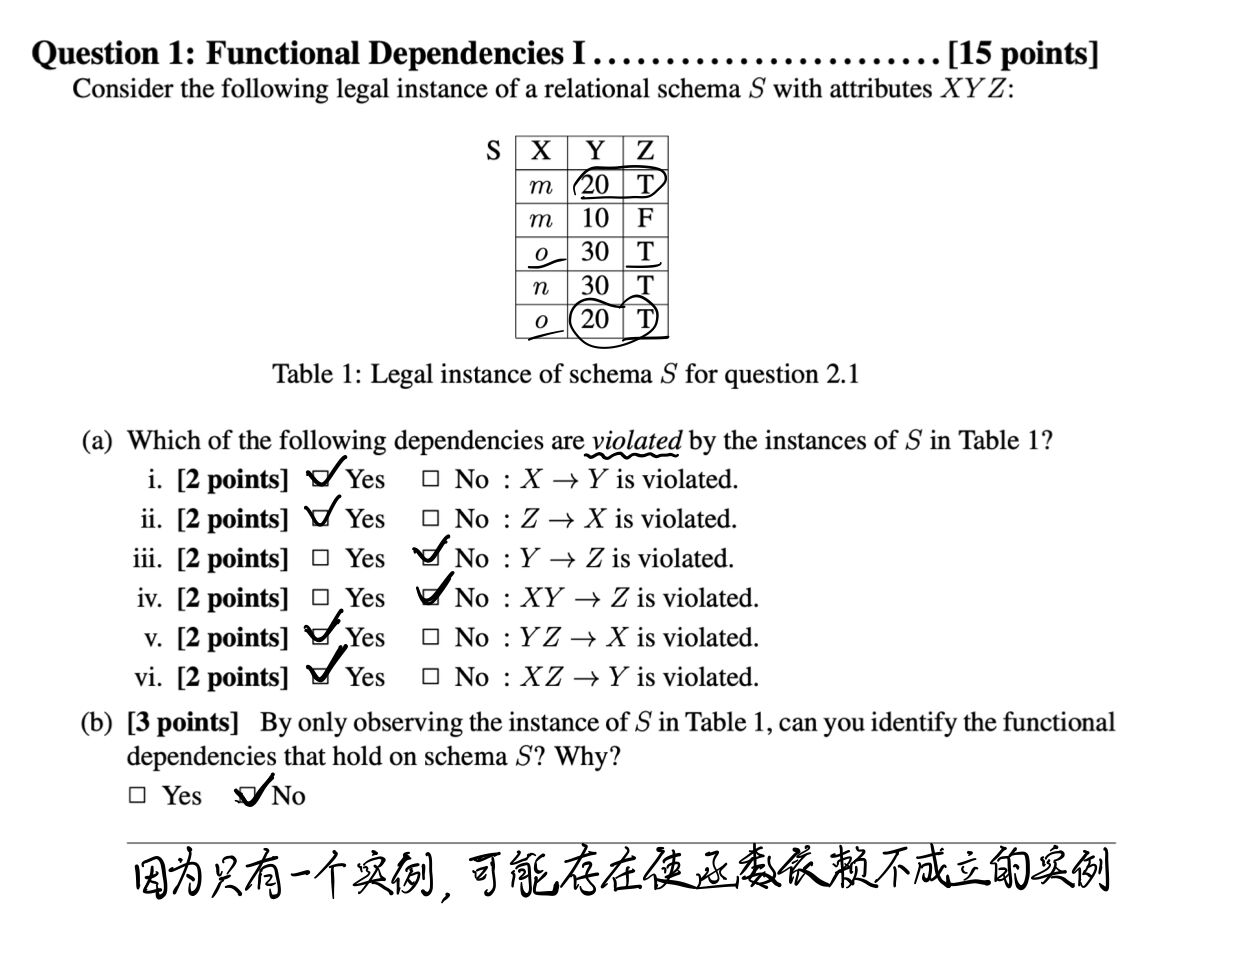 Question 1: Functional Dependencies I........................[15 points]
Consider the following legal instance of a relational schema S with attributes XYZ:
S X Y Z
m 20 T
m 10 F
o 30 T
n 30 T
o 20 T
Table 1: Legal instance of schema S for question 2.1
(a) Which of the following dependencies are violated by the instances of S in Table 1?
i. [2 points] ☑ Yes □ No : X → Y is violated.
ii. [2 points] ☑ Yes □ No : Z → X is violated.
iii. [2 points] □ Yes ☑ No : Y → Z is violated.
iv. [2 points] □ Yes ☑ No : XY → Z is violated.
v. [2 points] ☑ Yes □ No : YZ → X is violated.
vi. [2 points] ☑ Yes □ No : XZ → Y is violated.
(b) [3 points] By only observing the instance of S in Table 1, can you identify the functional
dependencies that hold on schema S? Why?
□ Yes ☑ No
因为只有一个实例, 可能存在使函数依赖不成立的实例